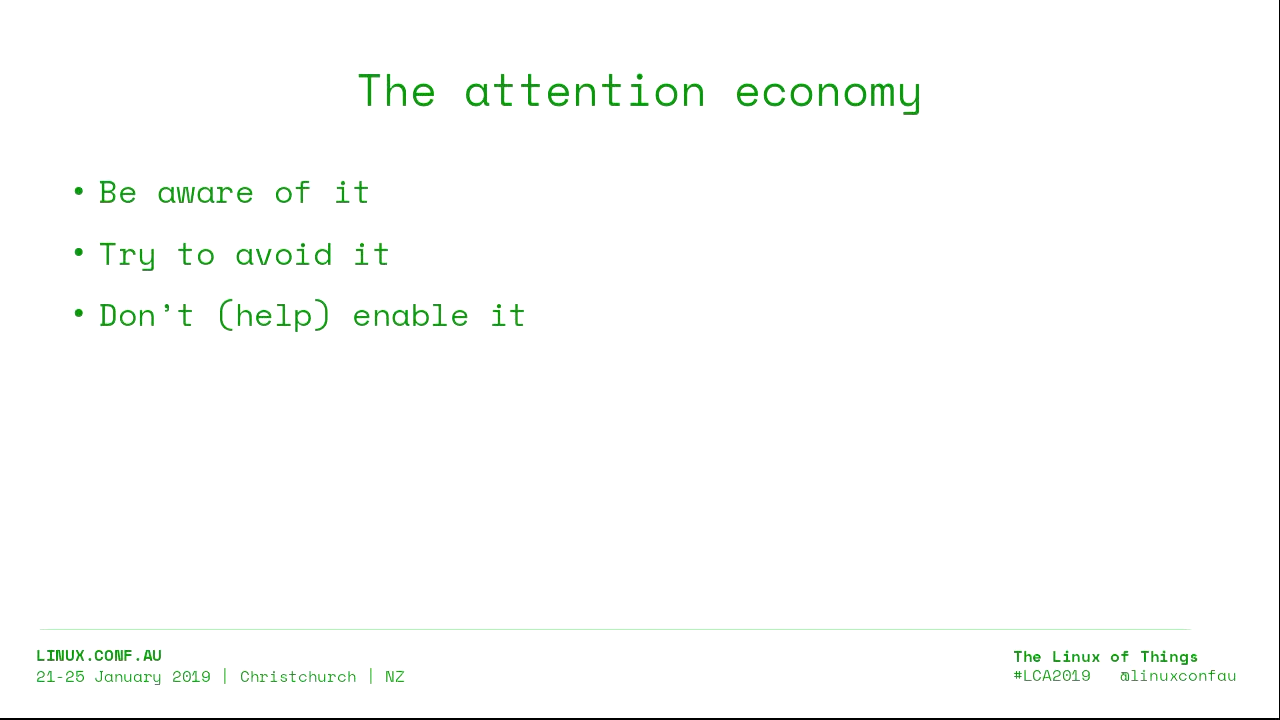 The attention economy
• Be aware of it
• Try to avoid it
• Don’t (help) enable it
LINUX.CONF.AU
21-25 January 2019 | Christchurch | NZ
The Linux of Things
#LCA2019 @linuxconfau